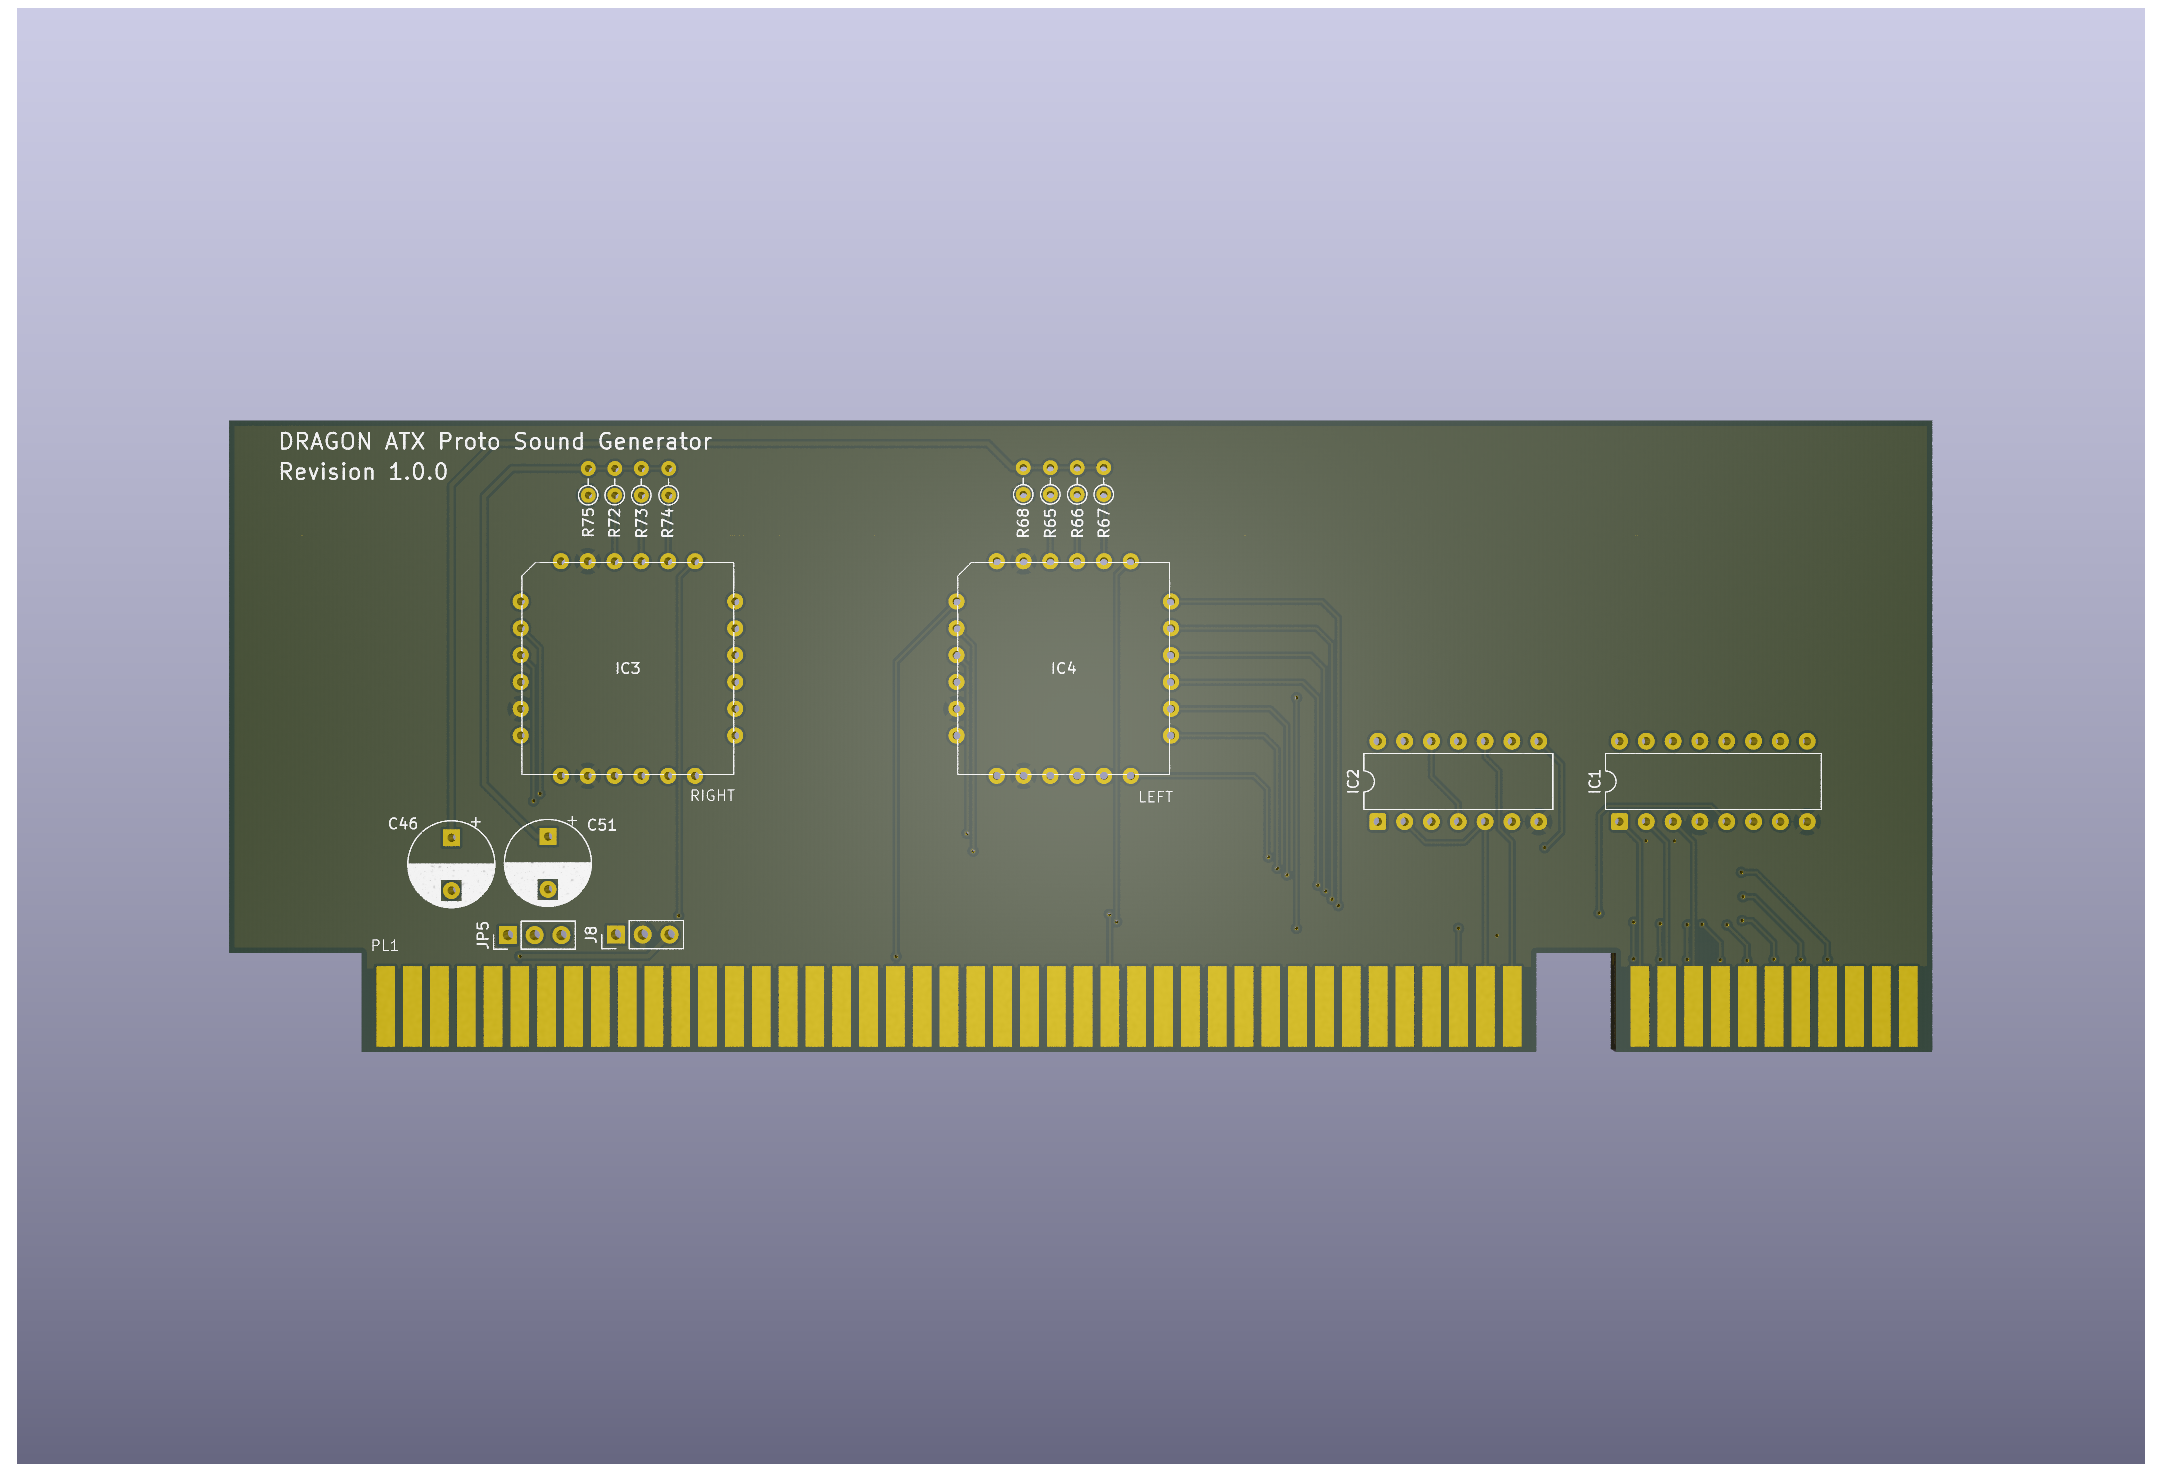 DRAGON ATX Proto Sound Generator
Revision 1.0.0
R75
R72
R73
R74
R68
R65
R66
R67
IC3
IC4
RIGHT
LEFT
IC2
IC1
C46
+
+
C51
JP5
J8
PL1